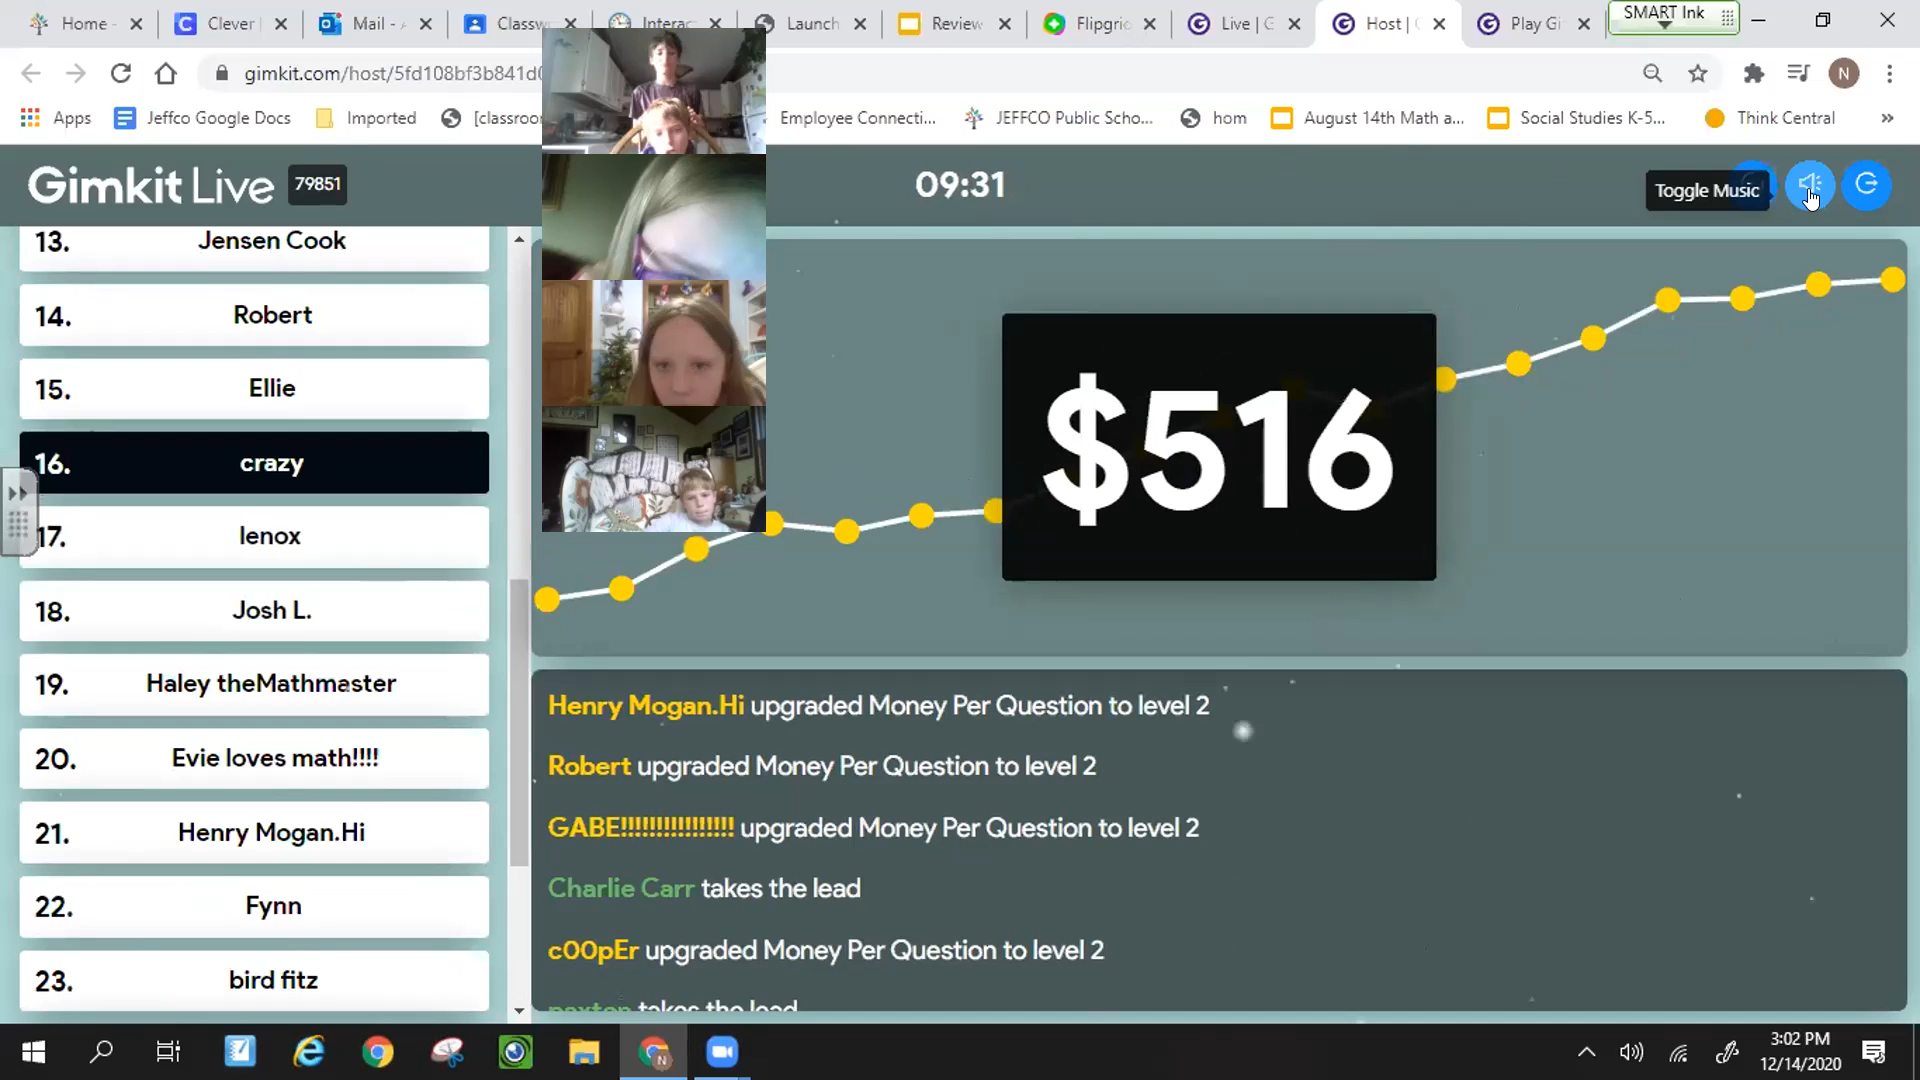 Home -
Clever
Mail - A
Classw
Interac
Launch
Review
Flipgri
Live | G
Host | G
Play Gi
SMART Ink
gimkit.com/host/5fd108bf3b841d0
N
Apps
Jeffco Google Docs
Imported
[classroo
Employee Connecti...
JEFFCO Public Scho...
hom
August 14th Math a...
Social Studies K-5...
Think Central
»
Gimkit Live
79851
09:31
Toggle Music
13. Jensen Cook
14. Robert
15. Ellie
16. crazy
17. lenox
18. Josh L.
19. Haley theMathmaster
20. Evie loves math!!!!
21. Henry Mogan.Hi
22. Fynn
23. bird fitz
$516
Henry Mogan.Hi upgraded Money Per Question to level 2
Robert upgraded Money Per Question to level 2
GABE!!!!!!!!!!!!!!!! upgraded Money Per Question to level 2
Charlie Carr takes the lead
c00pEr upgraded Money Per Question to level 2
paxton takes the lead
3:02 PM
12/14/2020